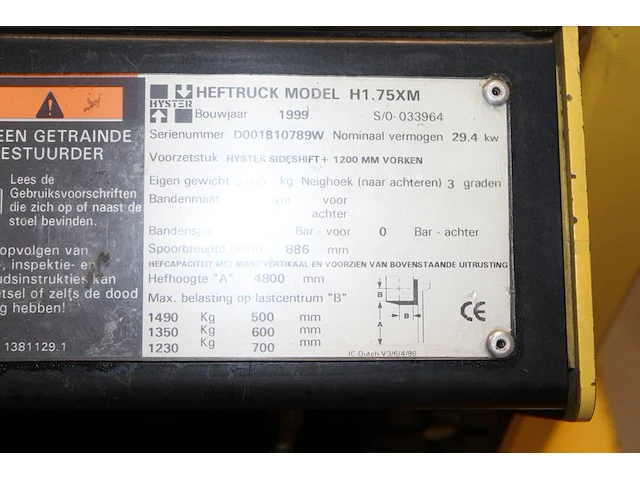 EEN GETRAINDE
ESTUURDER
Lees de
Gebruiksvoorschriften
die zich op of naast de
stoel bevinden.
opvolgen van
, inspektie- en
udsinstrukties kan
etsel of zelfs de dood
g hebben!
1381129.1
HYSTER HEFTRUCK MODEL H1.75XM
Bouwjaar 1999 S/O-033964
Serienummer D001B10789W Nominaal vermogen 29.4 kw
Voorzetstuk HYSTER SIDESHIFT + 1200 MM VORKEN
Eigen gewicht kg Neighoek (naar achteren) 3 graden
Bandenmaat voor
achter
Bar - voor 0 Bar - achter
Spoorbreedte 886 mm
HEFCAPACITEIT MET MAST VERTIKAAL EN VOORZIEN VAN BOVENSTAANDE UITRUSTING
Hefhoogte "A" 4800 mm
Max. belasting op lastcentrum "B"
1490 Kg 500 mm
1350 Kg 600 mm
1230 Kg 700 mm
B
A
B
CE
IC-Dutch V3/6/4/96